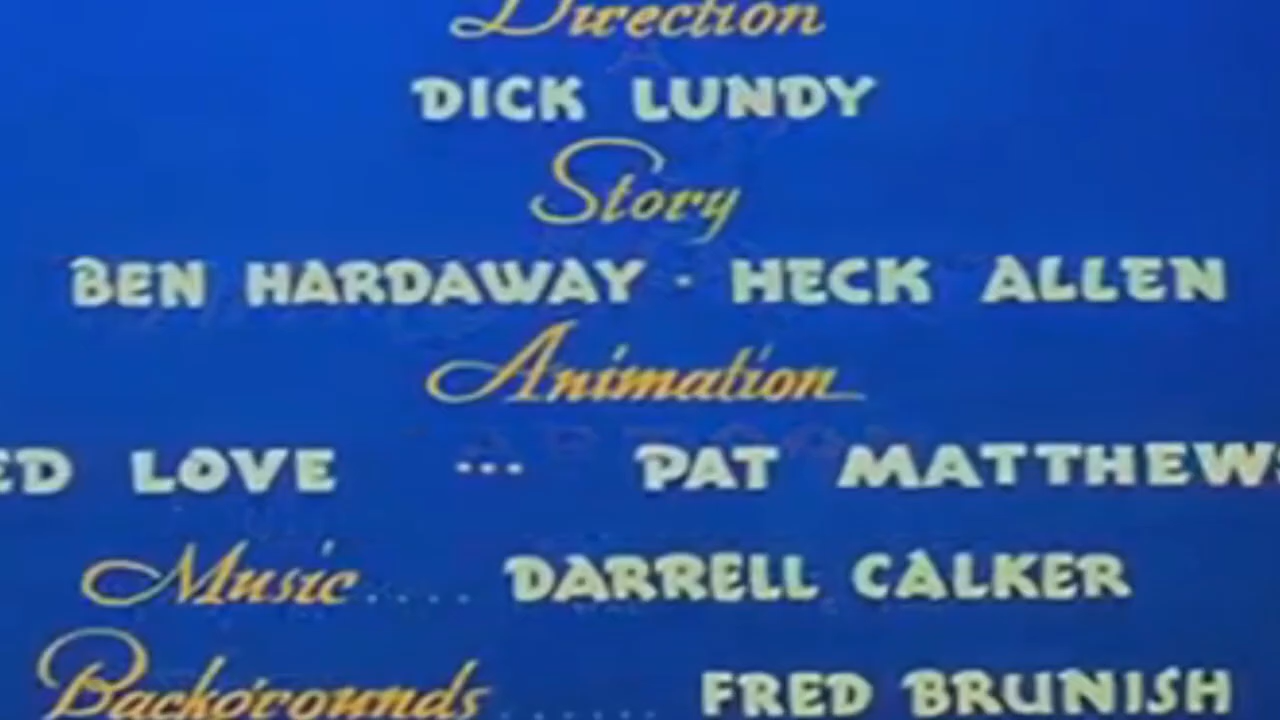 Direction
DICK LUNDY
Story
BEN HARDAWAY · HECK ALLEN
Animation
ED LOVE ... PAT MATTHEWS
Music.... DARRELL CALKER
Backgrounds...... FRED BRUNISH